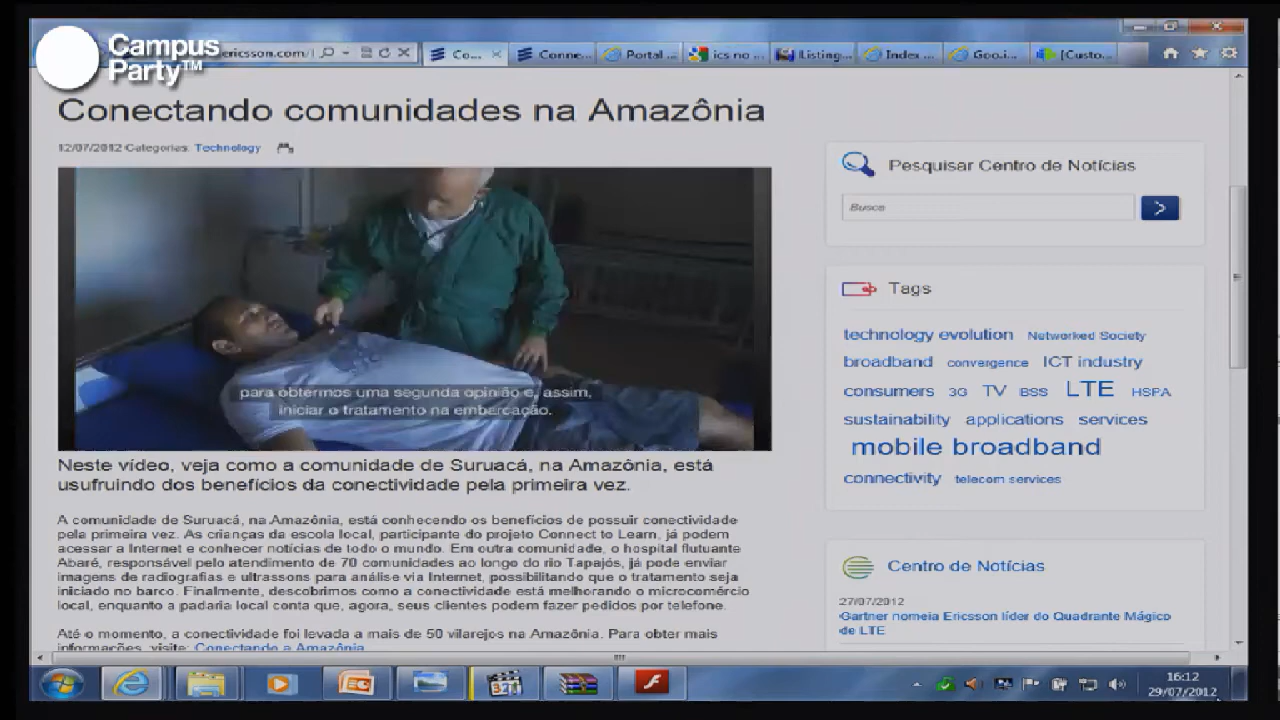 Campus
Party™
ericsson.com/
Co...
Conne...
Portal ...
ics no ...
Listing...
Index ...
Goo.i...
[Custo...
Conectando comunidades na Amazônia
12/07/2012 Categorias: Technology
para obtermos uma segunda opinião e, assim,
iniciar o tratamento na embarcação.
Neste vídeo, veja como a comunidade de Suruacá, na Amazônia, está
usufruindo dos benefícios da conectividade pela primeira vez.
A comunidade de Suruacá, na Amazônia, está conhecendo os benefícios de possuir conectividade
pela primeira vez. As crianças da escola local, participante do projeto Connect to Learn, já podem
acessar a Internet e conhecer notícias de todo o mundo. Em outra comunidade, o hospital flutuante
Abaré, responsável pelo atendimento de 70 comunidades ao longo do rio Tapajós, já pode enviar
imagens de radiografias e ultrassons para análise via Internet, possibilitando que o tratamento seja
iniciado no barco. Finalmente, descobrimos como a conectividade está melhorando o microcomércio
local, enquanto a padaria local conta que, agora, seus clientes podem fazer pedidos por telefone.
Até o momento, a conectividade foi levada a mais de 50 vilarejos na Amazônia. Para obter mais
informações, visite: Conectando a Amazônia
Pesquisar Centro de Notícias
Busca
Tags
technology evolution Networked Society
broadband convergence ICT industry
consumers 3G TV BSS LTE HSPA
sustainability applications services
mobile broadband
connectivity telecom services
Centro de Notícias
27/07/2012
Gartner nomeia Ericsson líder do Quadrante Mágico
de LTE
16:12
29/07/2012